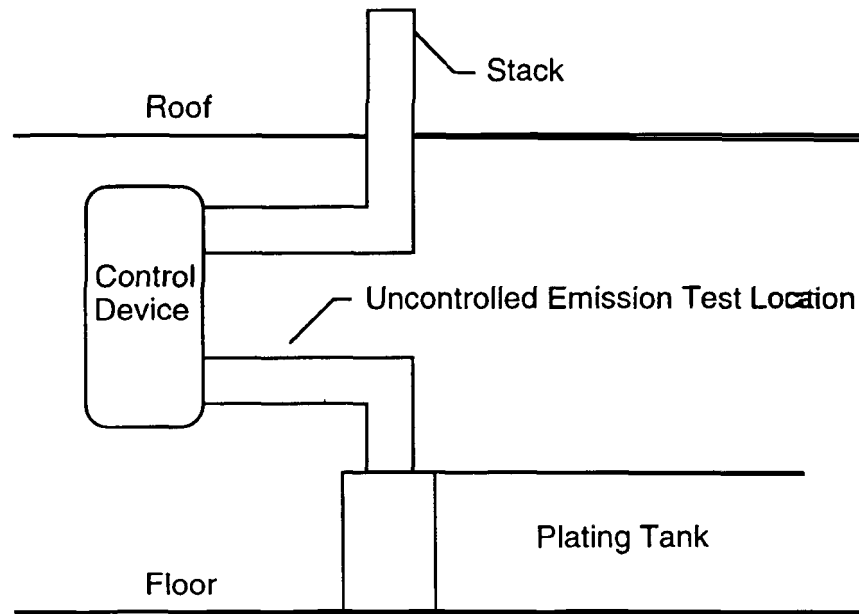 Stack
Roof
Control
Device
Uncontrolled Emission Test Location
Plating Tank
Floor